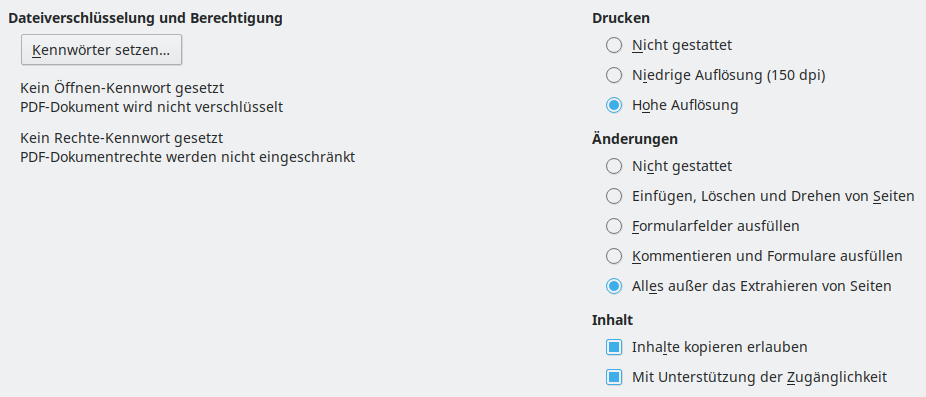 Dateiverschlüsselung und Berechtigung
Kennwörter setzen...
Kein Öffnen-Kennwort gesetzt
PDF-Dokument wird nicht verschlüsselt
Kein Rechte-Kennwort gesetzt
PDF-Dokumentrechte werden nicht eingeschränkt
Drucken
Nicht gestattet
Niedrige Auflösung (150 dpi)
Hohe Auflösung
Änderungen
Nicht gestattet
Einfügen, Löschen und Drehen von Seiten
Formularfelder ausfüllen
Kommentieren und Formulare ausfüllen
Alles außer das Extrahieren von Seiten
Inhalt
Inhalte kopieren erlauben
Mit Unterstützung der Zugänglichkeit